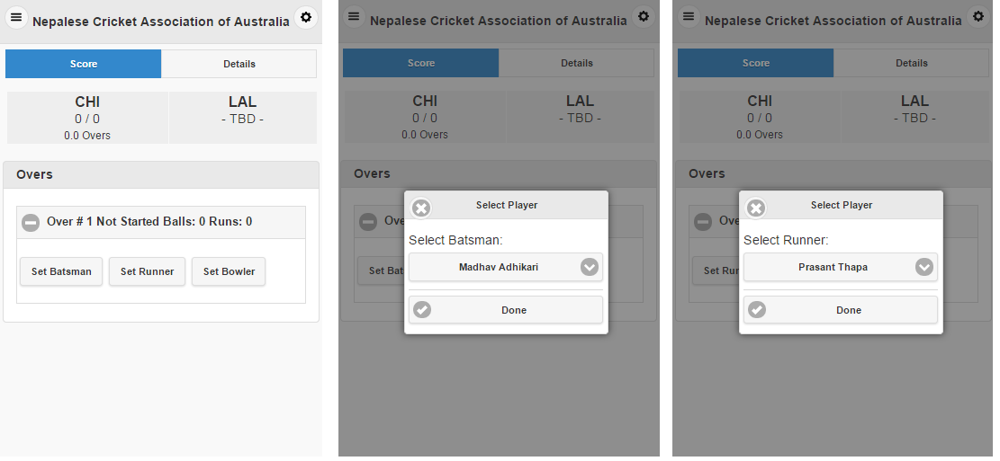 Nepalese Cricket Association of Australia
Score Details
CHI LAL
0 / 0 - TBD -
0.0 Overs
Overs
Over # 1 Not Started Balls: 0 Runs: 0
Set Batsman Set Runner Set Bowler
Nepalese Cricket Association of Australia
Score Details
CHI LAL
0 / 0 - TBD -
0.0 Overs
Overs
Ove
Set Bat
Select Player
Select Batsman:
Madhav Adhikari
Done
Nepalese Cricket Association of Australia
Score Details
CHI LAL
0 / 0 - TBD -
0.0 Overs
Overs
Ove
Set Rur
Select Player
Select Runner:
Prasant Thapa
Done